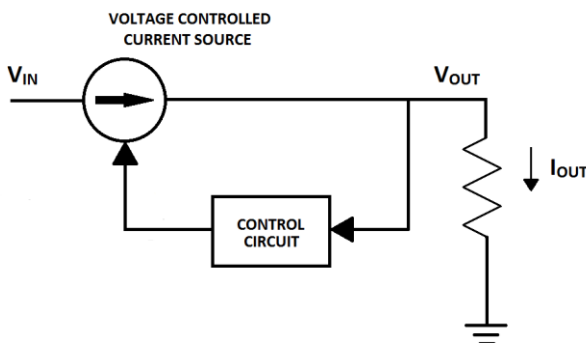 VOLTAGE CONTROLLED
CURRENT SOURCE
VIN
VOUT
IOUT
CONTROL
CIRCUIT